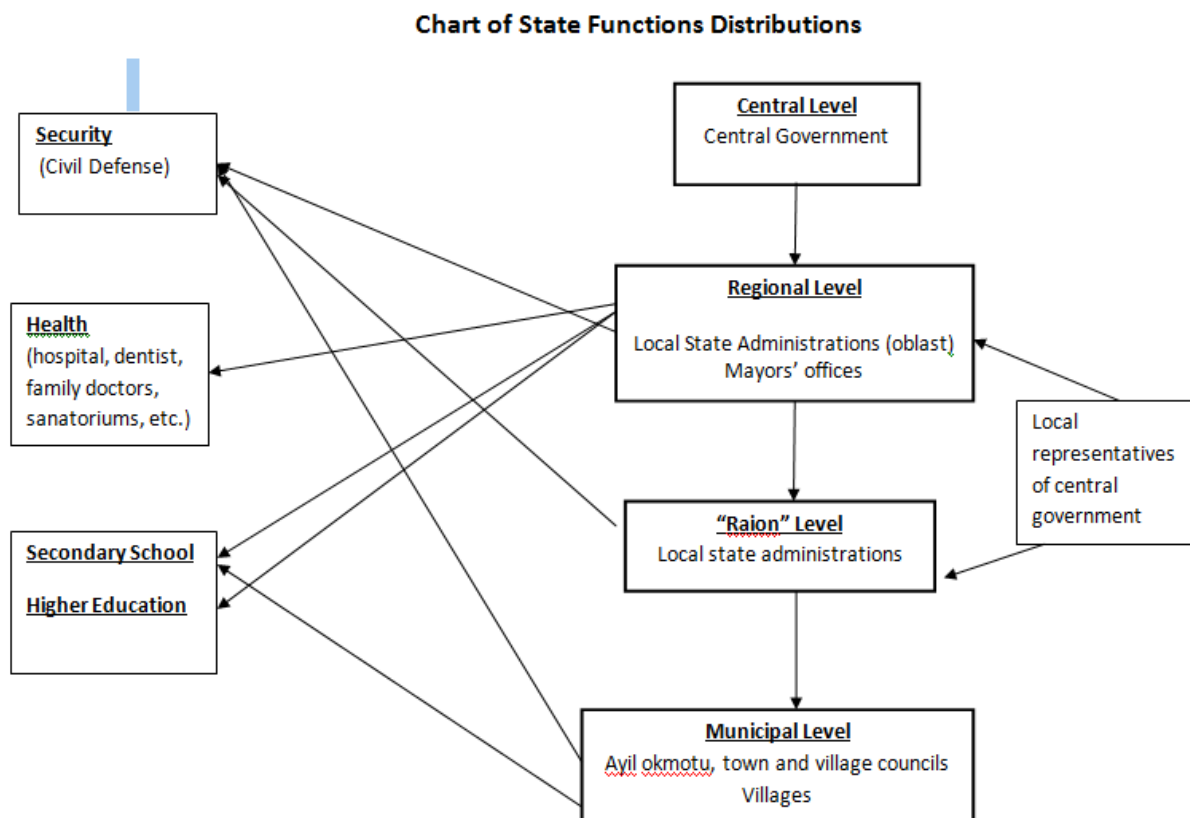 Chart of State Functions Distributions
Security
(Civil Defense)
Health
(hospital, dentist,
family doctors,
sanatoriums, etc.)
Secondary School
Higher Education
Central Level
Central Government
Regional Level
Local State Administrations (oblast)
Mayors’ offices
“Raion” Level
Local state administrations
Municipal Level
Ayil okmotu, town and village councils
Villages
Local
representatives
of central
government